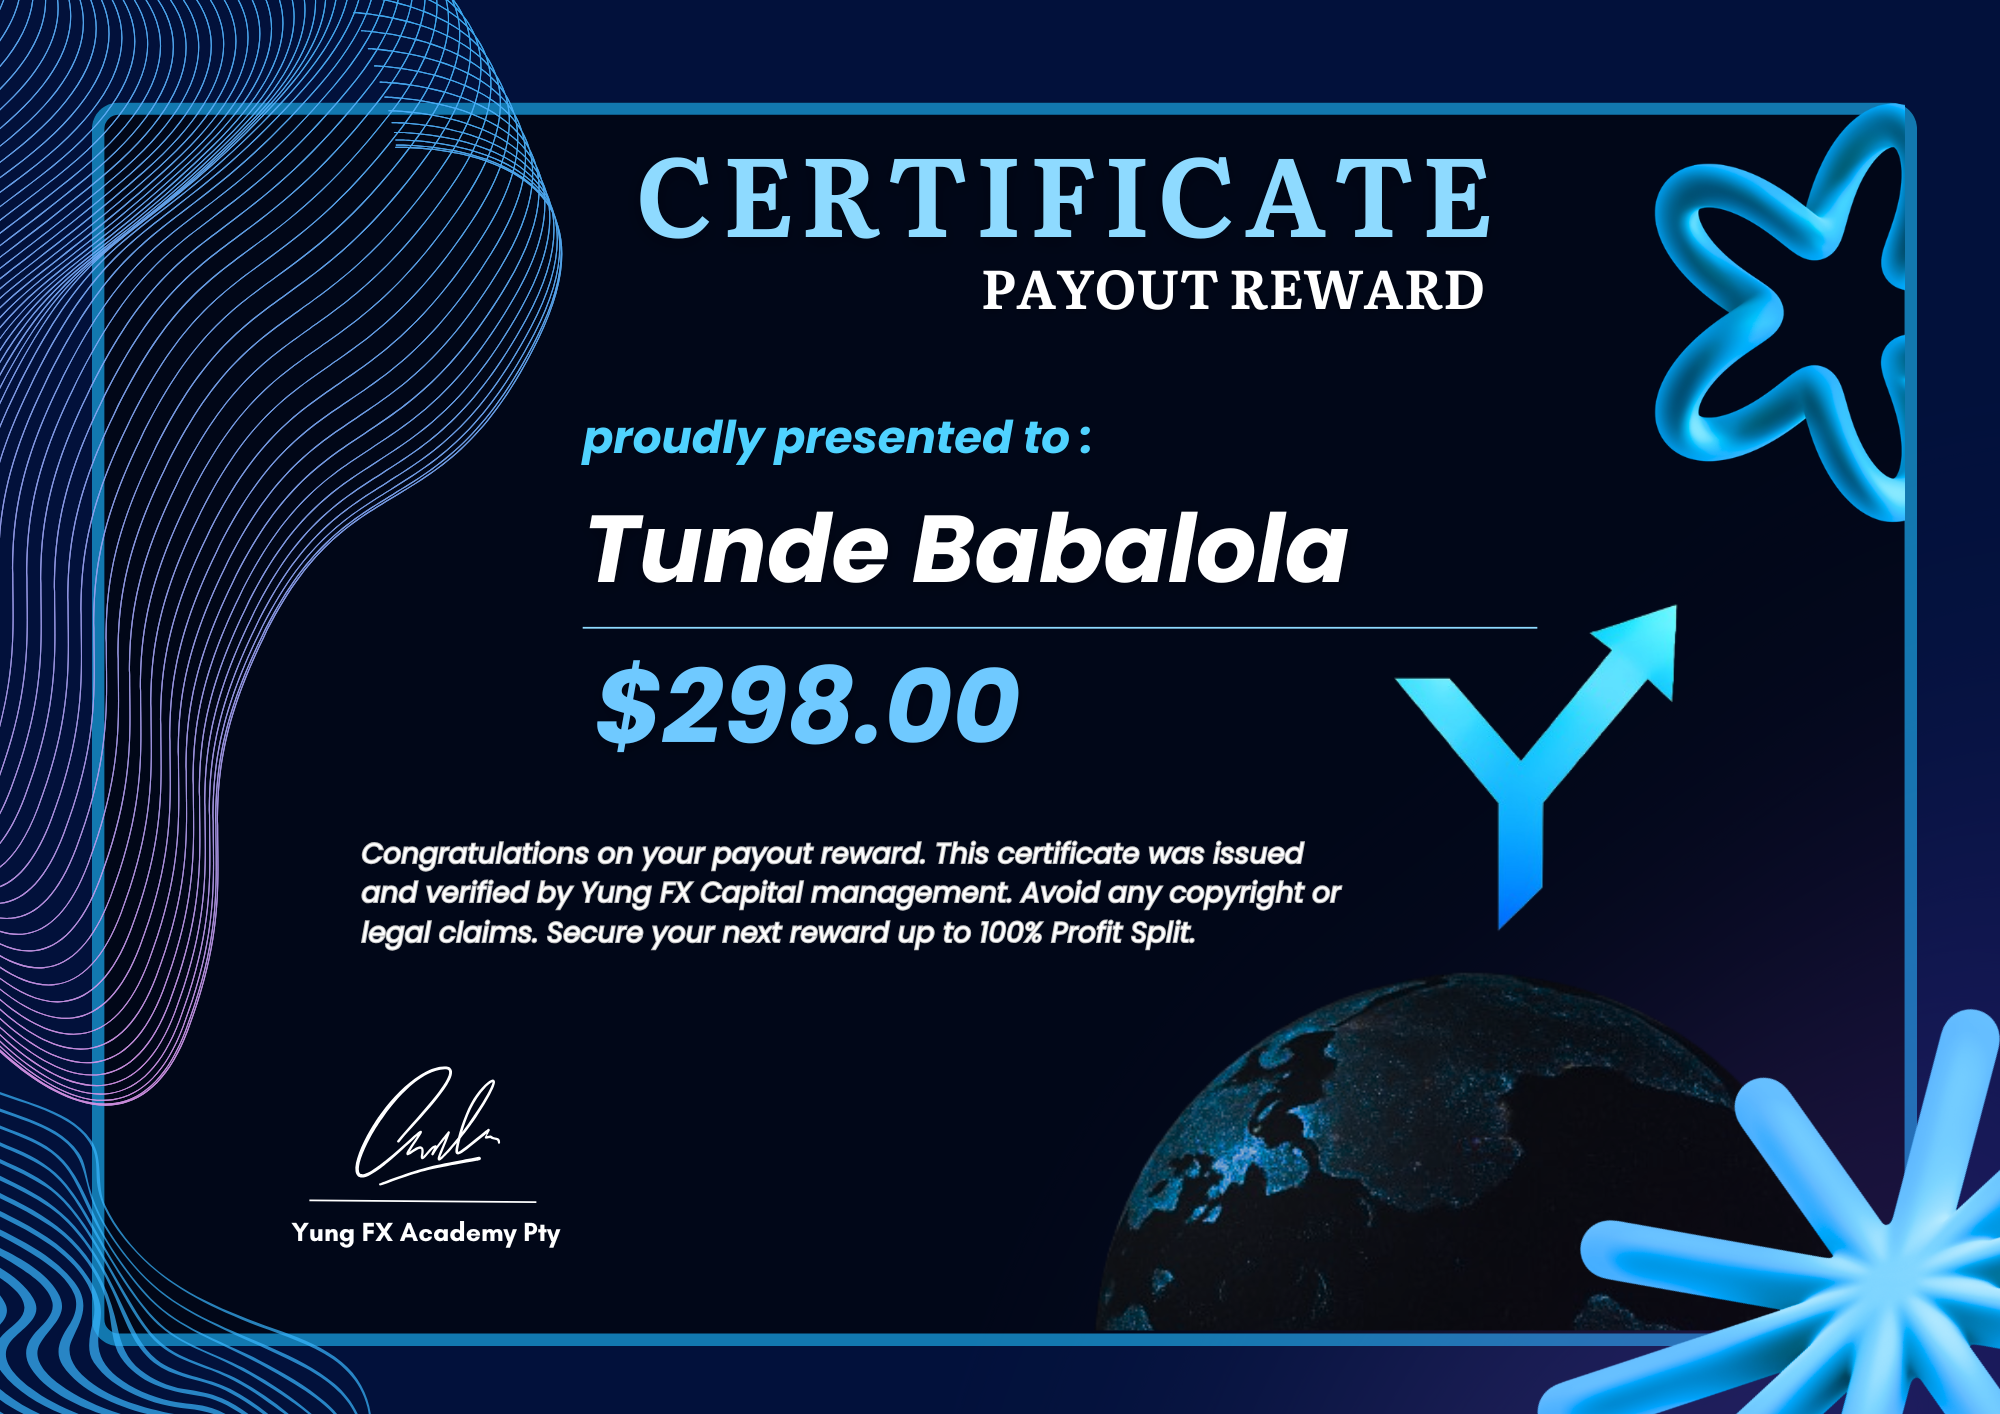 CERTIFICATE
PAYOUT REWARD
proudly presented to :
Tunde Babalola
$298.00
Congratulations on your payout reward. This certificate was issued
and verified by Yung FX Capital management. Avoid any copyright or
legal claims. Secure your next reward up to 100% Profit Split.
Yung FX Academy Pty